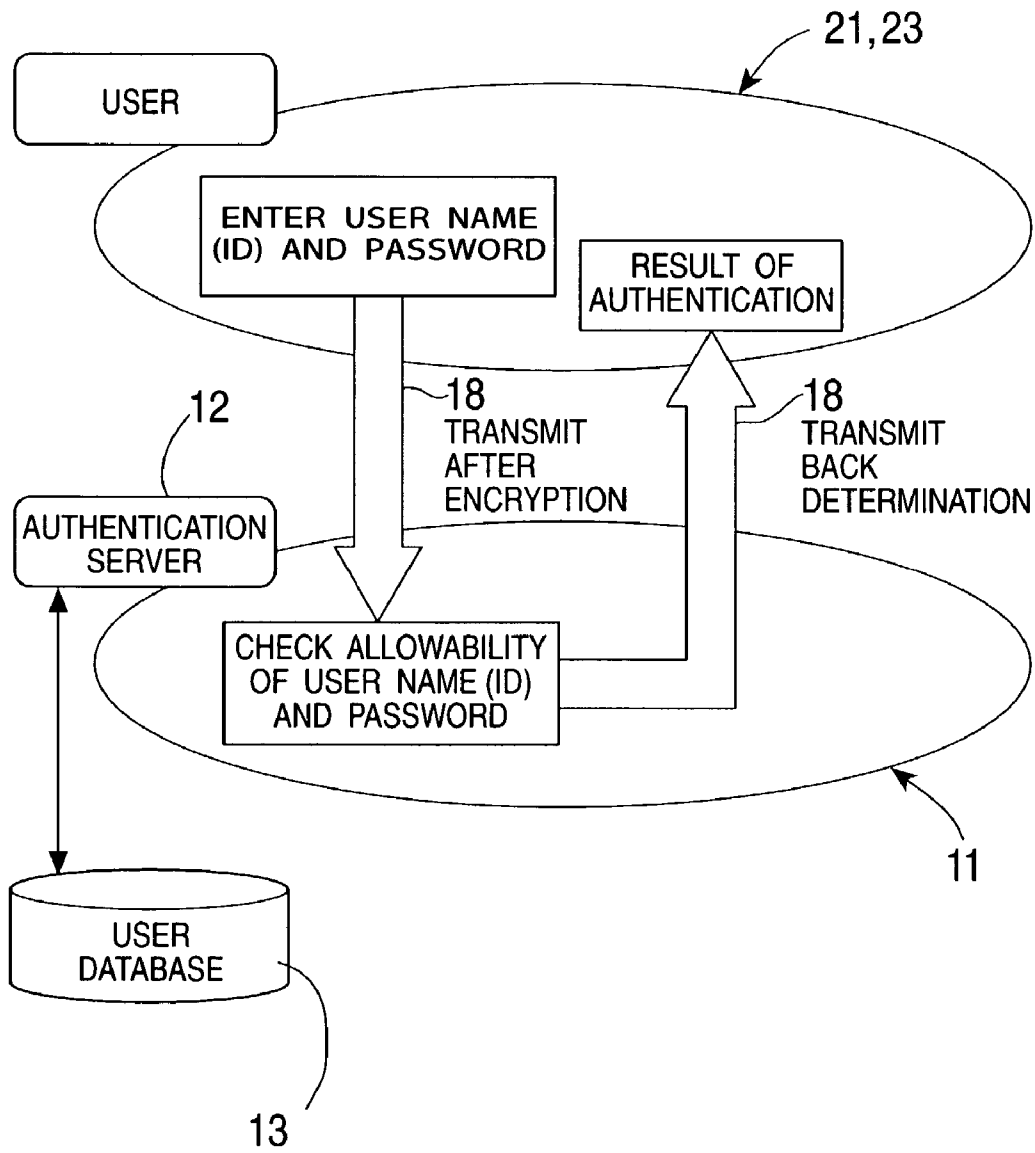 21,23
USER
ENTER USER NAME
(ID) AND PASSWORD
RESULT OF
AUTHENTICATION
18
TRANSMIT
AFTER
ENCRYPTION
18
TRANSMIT
BACK
DETERMINATION
12
AUTHENTICATION
SERVER
CHECK ALLOWABILITY
OF USER NAME (ID)
AND PASSWORD
11
USER
DATABASE
13